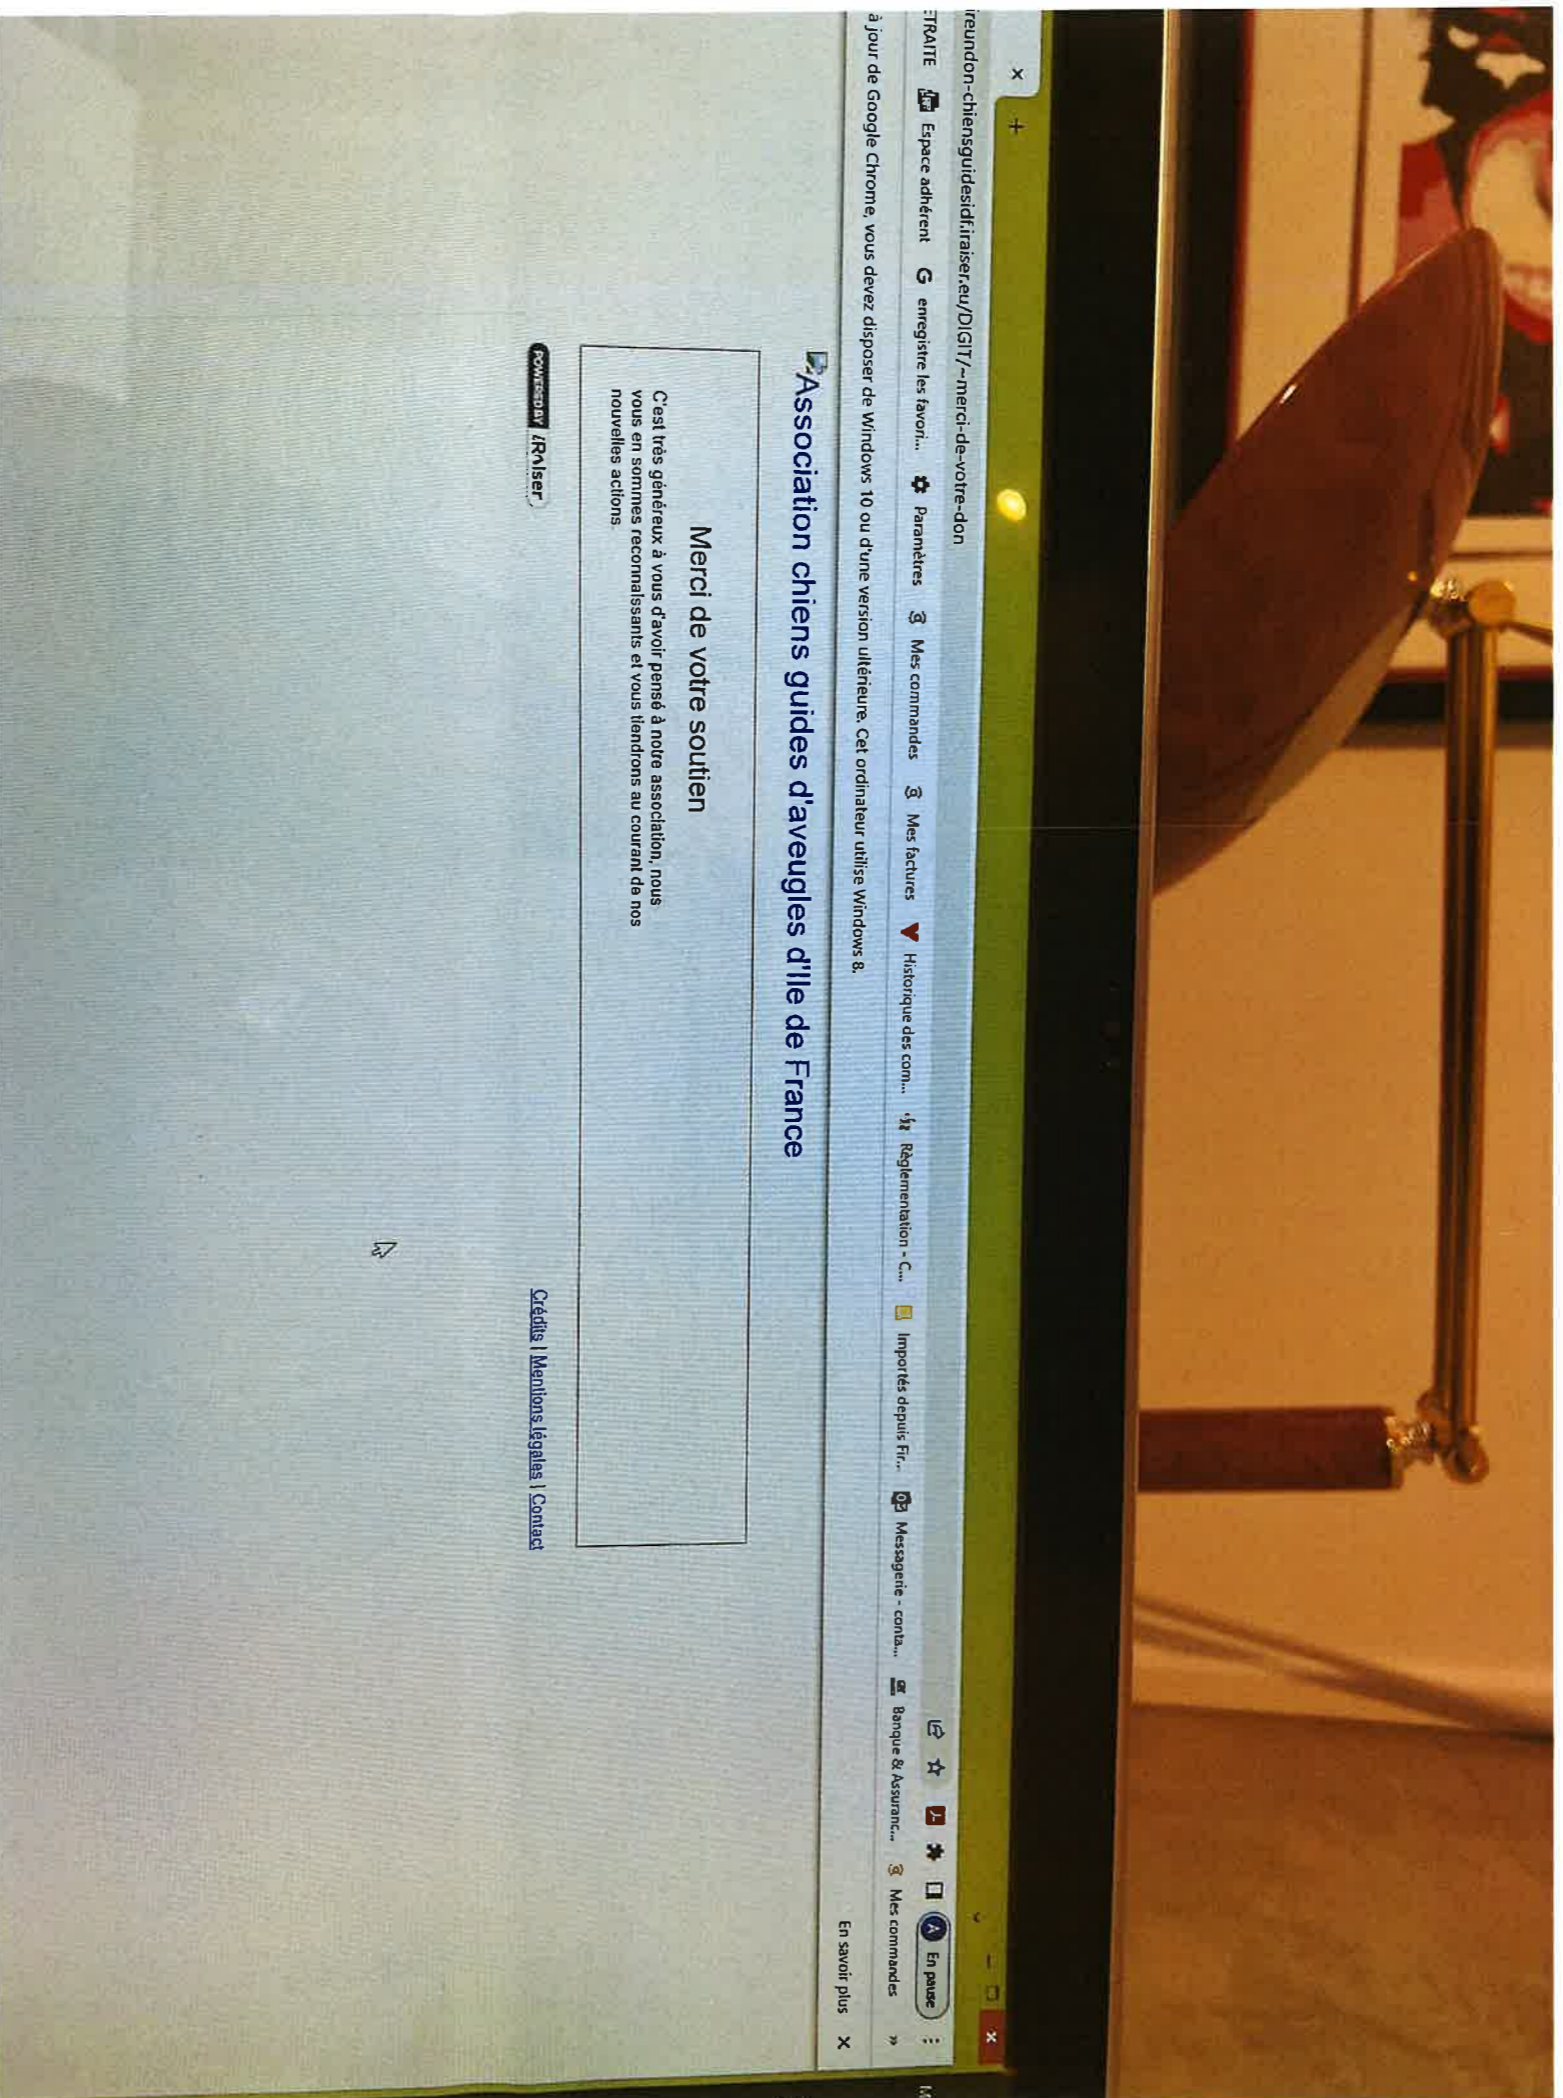 × +
ireundon-chiensguidesidf.iraiser.eu/DIGIT/~merci-de-votre-don
En pause
ETRAITE Espace adhérent G enregistre les favori... Paramètres Mes commandes Mes factures Historique des com... Règlementation - C... Importés depuis Fir... Messagerie - conta... Banque & Assuranc... Mes commandes »
à jour de Google Chrome, vous devez disposer de Windows 10 ou d'une version ultérieure. Cet ordinateur utilise Windows 8. En savoir plus ×
Association chiens guides d'aveugles d'Ile de France
Merci de votre soutien
C'est très généreux à vous d'avoir pensé à notre association, nous
vous en sommes reconnaissants et vous tiendrons au courant de nos
nouvelles actions.
POWERED BY iRaiser
Crédits | Mentions légales | Contact